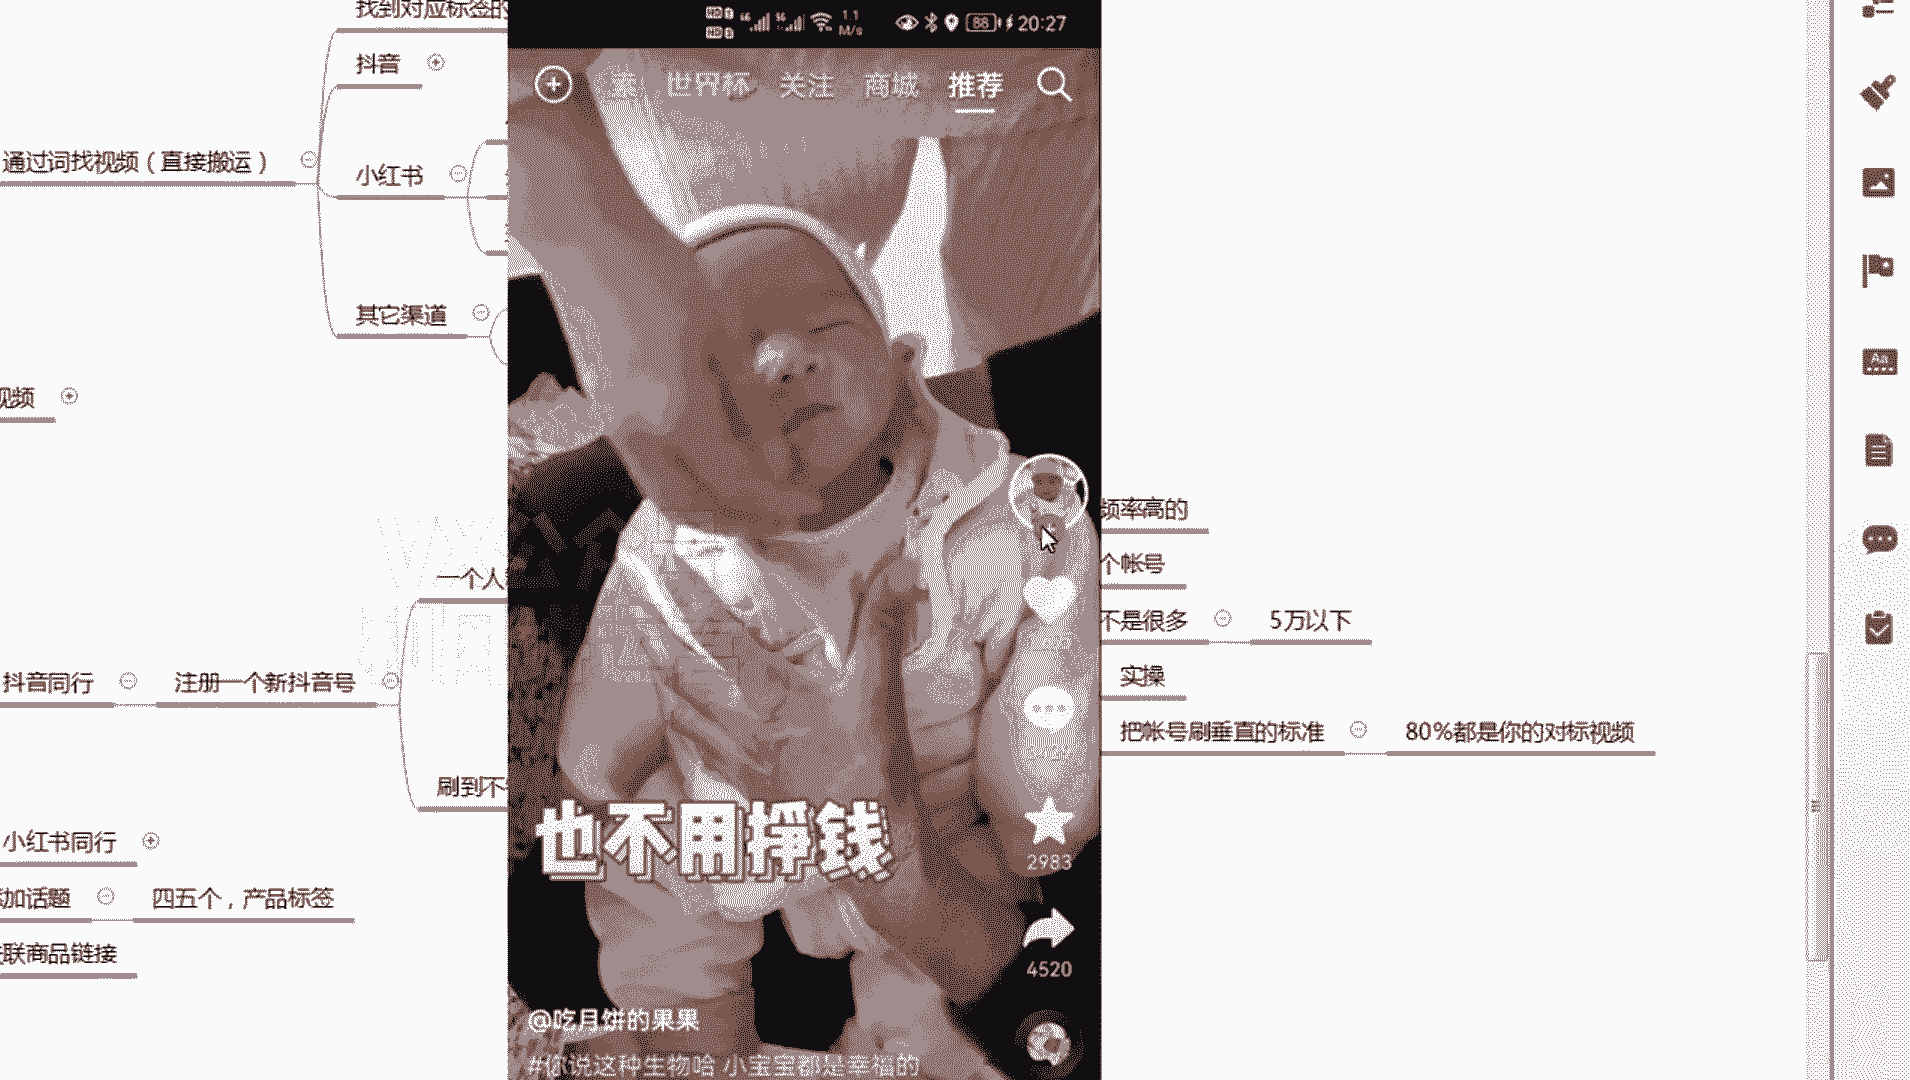 找到对应标签的
抖音
通过词找视频（直接搬运）
小红书
其它渠道
视频
一个人
抖音同行
注册一个新抖音号
刷到不
小红书同行
加话题
四五个，产品标签
联商品链接
1.1
M/s
88
20:27
世界杯
关注
商城
推荐
也不用掙錢
2983
4520
@吃月饼的果果
#你说这种生物哈 小宝宝都是幸福的
频率高的
个帐号
不是很多
5万以下
实操
把帐号刷垂直的标准
80%都是你的对标视频
Aa